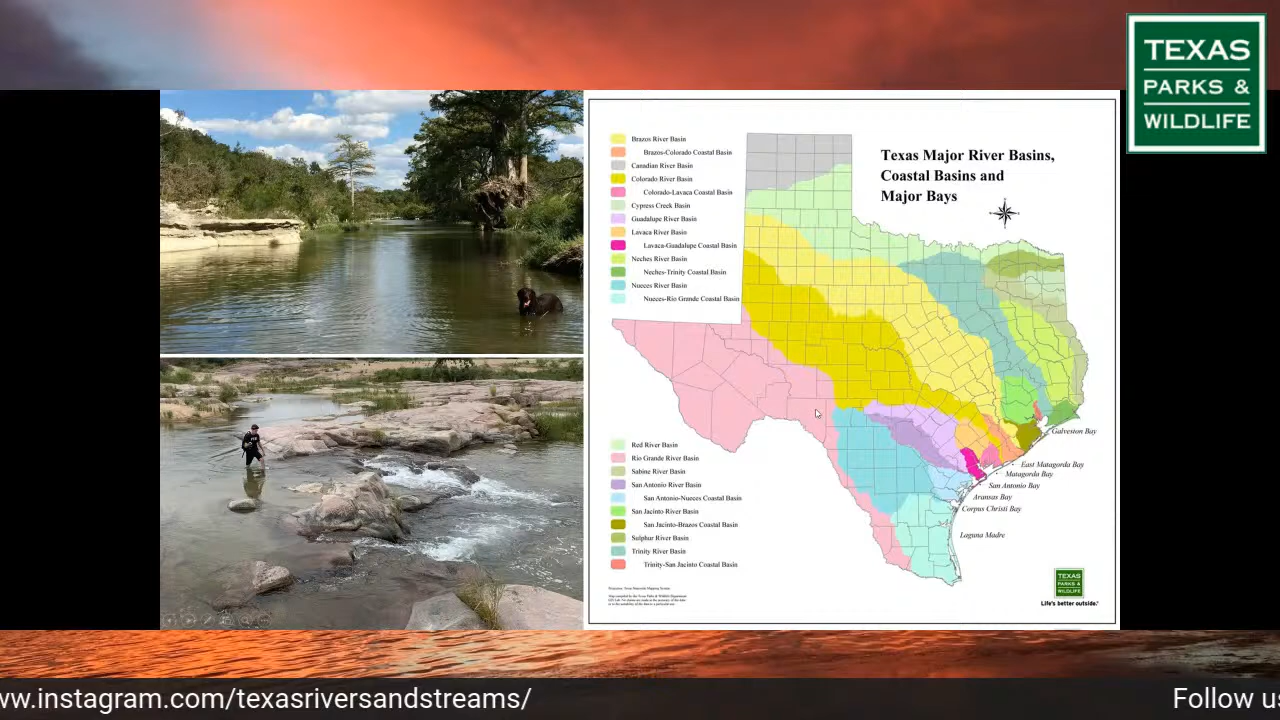 TEXAS
PARKS &
WILDLIFE
Texas Major River Basins,
Coastal Basins and
Major Bays
Brazos River Basin
Brazos-Colorado Coastal Basin
Canadian River Basin
Colorado River Basin
Colorado-Lavaca Coastal Basin
Cypress Creek Basin
Guadalupe River Basin
Lavaca River Basin
Lavaca-Guadalupe Coastal Basin
Neches River Basin
Neches-Trinity Coastal Basin
Nueces River Basin
Nueces-Rio Grande Coastal Basin
Red River Basin
Rio Grande River Basin
Sabine River Basin
San Antonio River Basin
San Antonio-Nueces Coastal Basin
San Jacinto River Basin
San Jacinto-Brazos Coastal Basin
Sulphur River Basin
Trinity River Basin
Trinity-San Jacinto Coastal Basin
Galveston Bay
East Matagorda Bay
Matagorda Bay
San Antonio Bay
Aransas Bay
Corpus Christi Bay
Laguna Madre
TEXAS
PARKS &
WILDLIFE
Life's better outside.
ww.instagram.com/texasriversandstreams/
Follow us